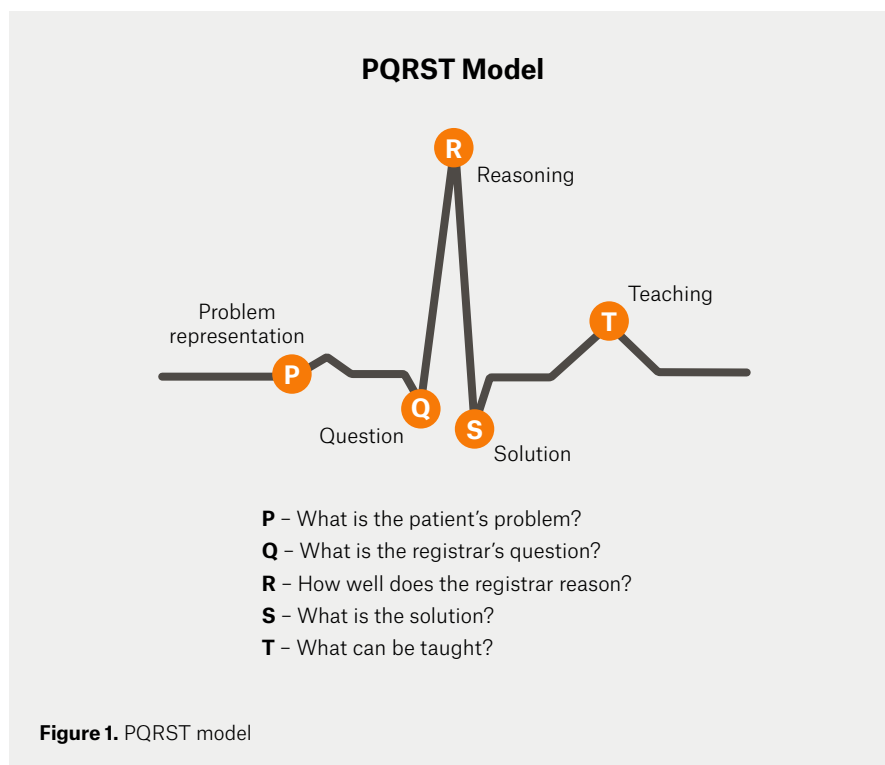 PQRST Model
R
Reasoning
Teaching
T
Problem
representation
P
Q
Question
S
Solution
P – What is the patient’s problem?
Q – What is the registrar’s question?
R – How well does the registrar reason?
S – What is the solution?
T – What can be taught?
Figure 1. PQRST model